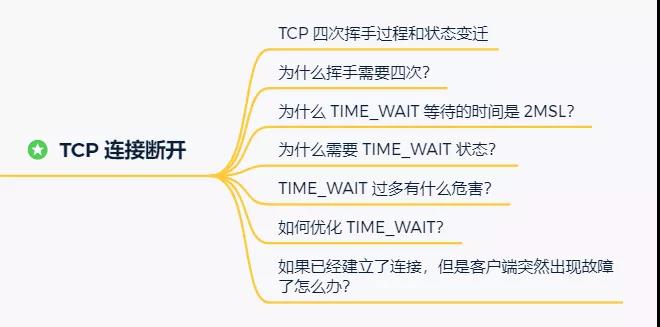 TCP 四次挥手过程和状态变迁
为什么挥手需要四次？
为什么 TIME_WAIT 等待的时间是 2MSL？
TCP 连接断开
为什么需要 TIME_WAIT 状态？
TIME_WAIT 过多有什么危害？
如何优化 TIME_WAIT？
如果已经建立了连接，但是客户端突然出现故障
了怎么办？